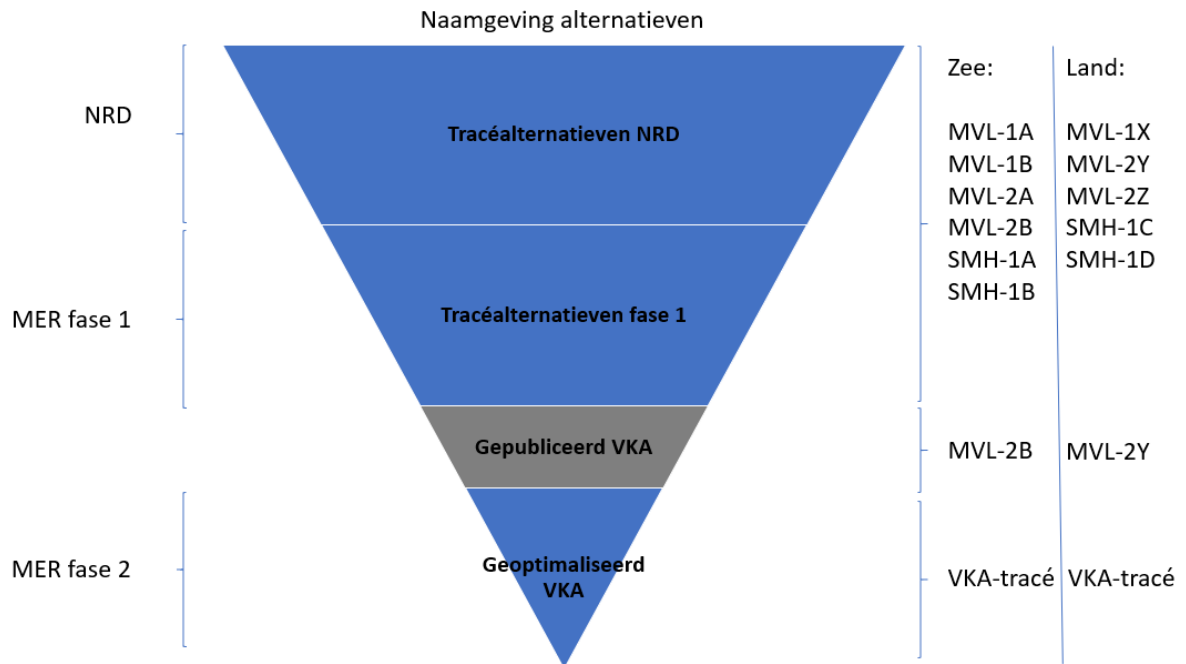 Naamgeving alternatieven
NRD
MER fase 1
MER fase 2
Tracéalternatieven NRD
Tracéalternatieven fase 1
Gepubliceerd VKA
Geoptimaliseerd
VKA
Zee:
MVL-1A
MVL-1B
MVL-2A
MVL-2B
SMH-1A
SMH-1B
MVL-2B
VKA-tracé
Land:
MVL-1X
MVL-2Y
MVL-2Z
SMH-1C
SMH-1D
MVL-2Y
VKA-tracé